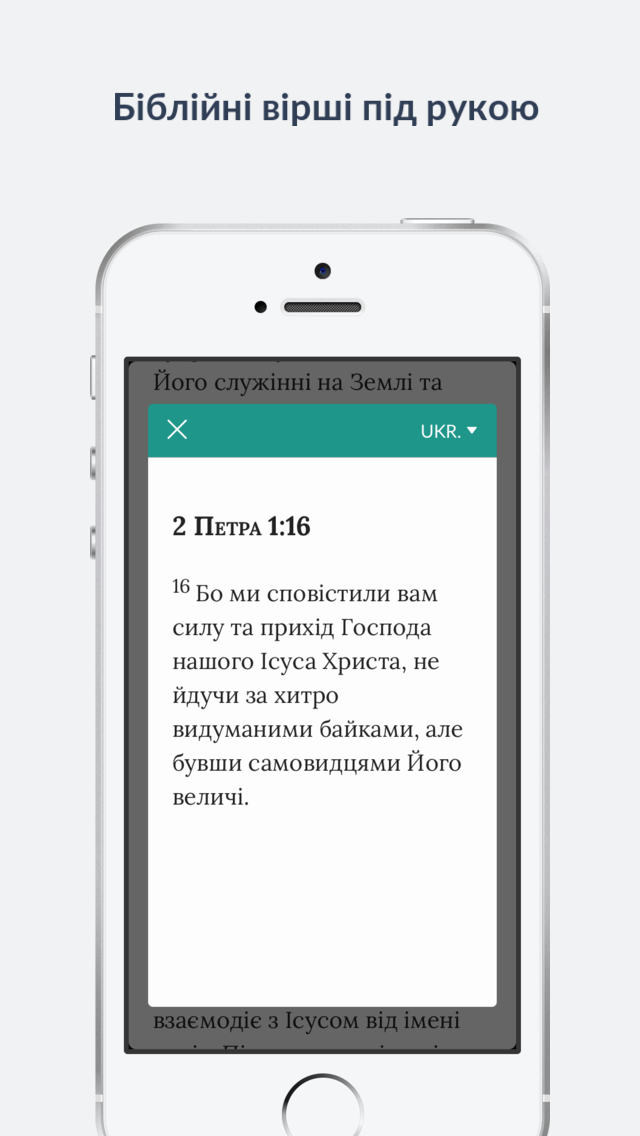 Біблійні вірші під рукою
Його служінні на Землі та
UKR.
2 Петра 1:16
16 Бо ми сповістили вам
силу та прихід Господа
нашого Ісуса Христа, не
йдучи за хитро
видуманими байками, але
бувши самовидцями Його
величі.
взаємодіє з Ісусом від імені